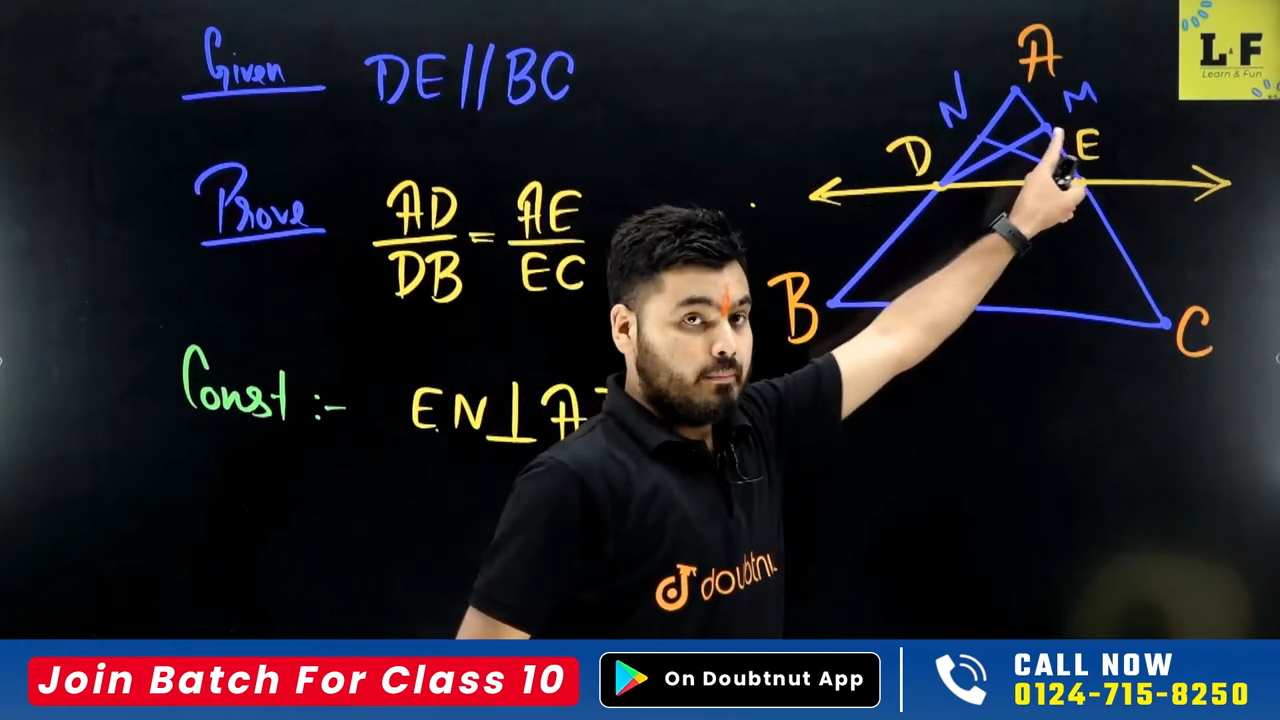 Given DE//BC
Prove AD/DB = AE/EC
Const :- EN⊥A
A
N
M
D
E
B
C
L&F
Learn & Fun
doubtn
Join Batch For Class 10
On Doubtnut App
CALL NOW
0124-715-8250